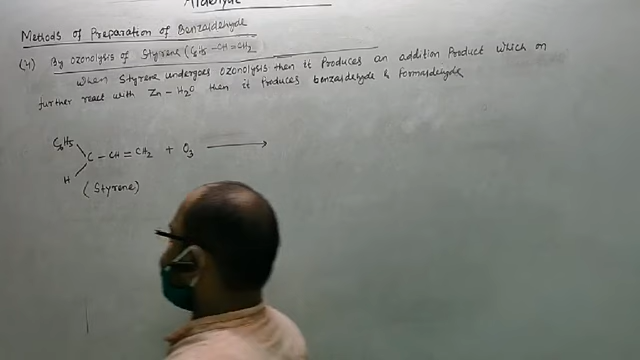 Aldehyde
Methods of Preparation of Benzaldehyde
(4) By ozonolysis of Styrene (C6H5-CH=CH2
When Styrene undergoes ozonolysis then it Produces an addition Product which on
further react with Zn-H2O then it produces benzaldehyde & formaldehyde
C6H5
C-CH=CH2 + O3 →
H
(Styrene)